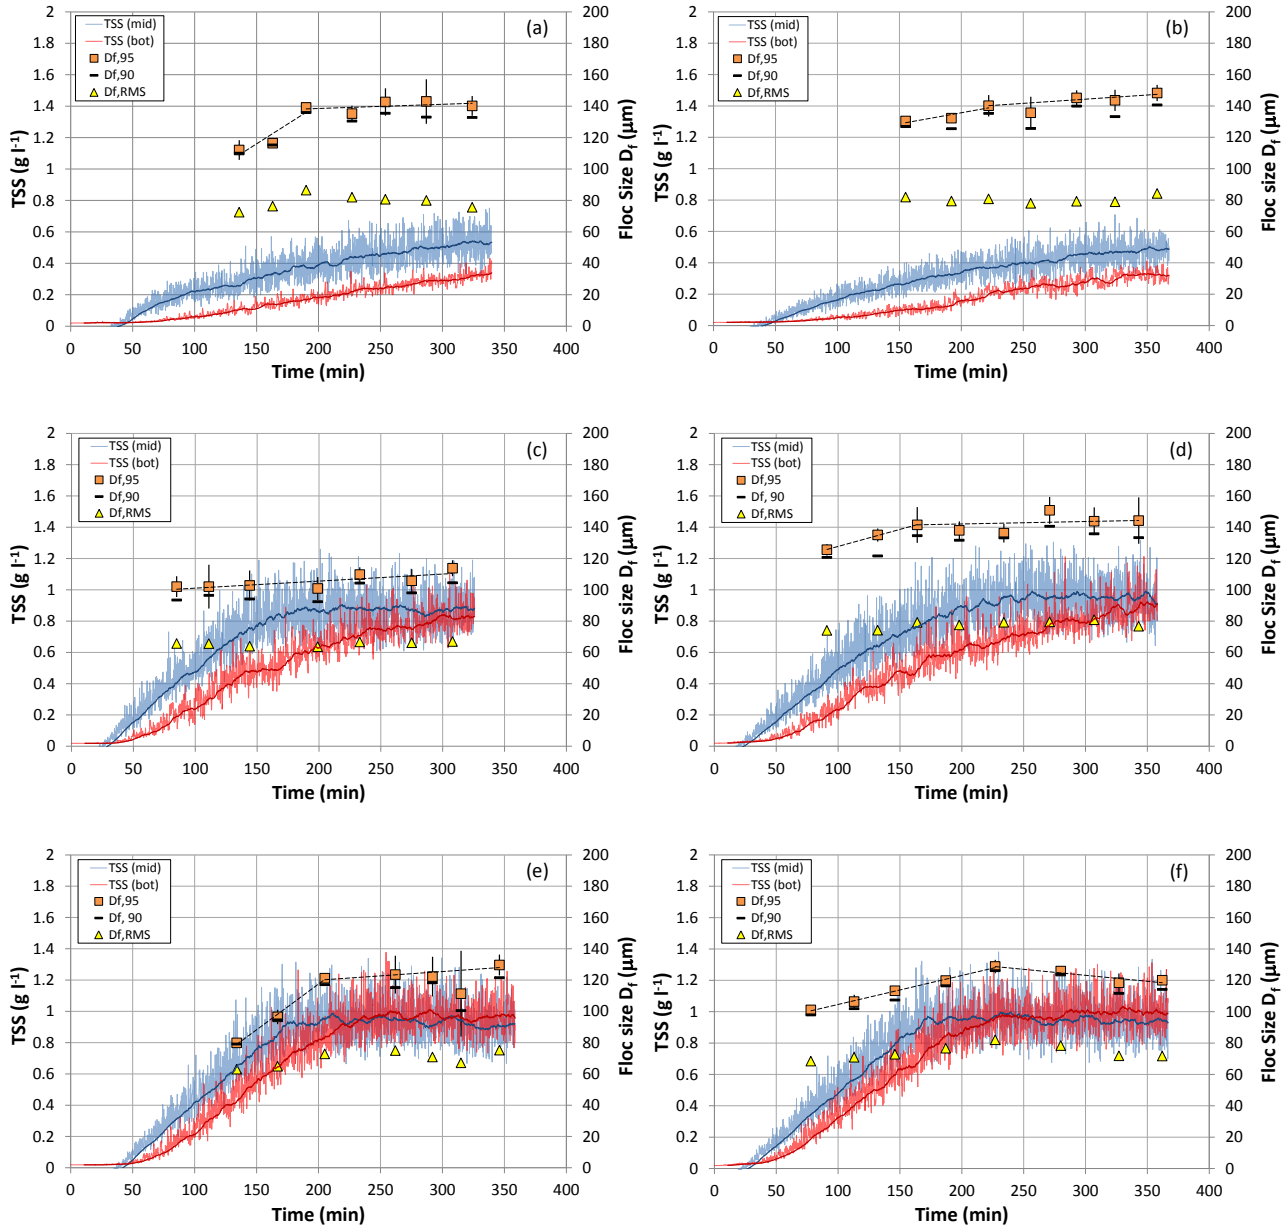 (a)
TSS (mid)
TSS (bot)
Df,95
Df,90
Df,RMS
2
1.8
1.6
1.4
1.2
1
0.8
0.6
0.4
0.2
0
TSS (g l-1)
200
180
160
140
120
100
80
60
40
20
0
Floc Size Df (μm)
0 50 100 150 200 250 300 350 400
Time (min)
(b)
TSS (mid)
TSS (bot)
Df,95
Df,90
Df,RMS
2
1.8
1.6
1.4
1.2
1
0.8
0.6
0.4
0.2
0
TSS (g l-1)
200
180
160
140
120
100
80
60
40
20
0
Floc size Df (μm)
0 50 100 150 200 250 300 350 400
Time (min)
(c)
TSS (mid)
TSS (bot)
Df,95
Df,90
Df,RMS
2
1.8
1.6
1.4
1.2
1
0.8
0.6
0.4
0.2
0
TSS (g l-1)
200
180
160
140
120
100
80
60
40
20
0
Floc size Df (μm)
0 50 100 150 200 250 300 350 400
Time (min)
(d)
TSS (mid)
TSS (bot)
Df,95
Df, 90
Df,RMS
2
1.8
1.6
1.4
1.2
1
0.8
0.6
0.4
0.2
0
TSS (g l-1)
200
180
160
140
120
100
80
60
40
20
0
Floc size Df (μm)
0 50 100 150 200 250 300 350 400
Time (min)
(e)
TSS (mid)
TSS (bot)
Df,95
Df, 90
Df,RMS
2
1.8
1.6
1.4
1.2
1
0.8
0.6
0.4
0.2
0
TSS (g l-1)
200
180
160
140
120
100
80
60
40
20
0
Floc size Df (μm)
0 50 100 150 200 250 300 350 400
Time (min)
(f)
TSS (mid)
TSS (bot)
Df,95
Df,90
Df,RMS
2
1.8
1.6
1.4
1.2
1
0.8
0.6
0.4
0.2
0
TSS (g l-1)
200
180
160
140
120
100
80
60
40
20
0
Floc size Df (μm)
0 50 100 150 200 250 300 350 400
Time (min)